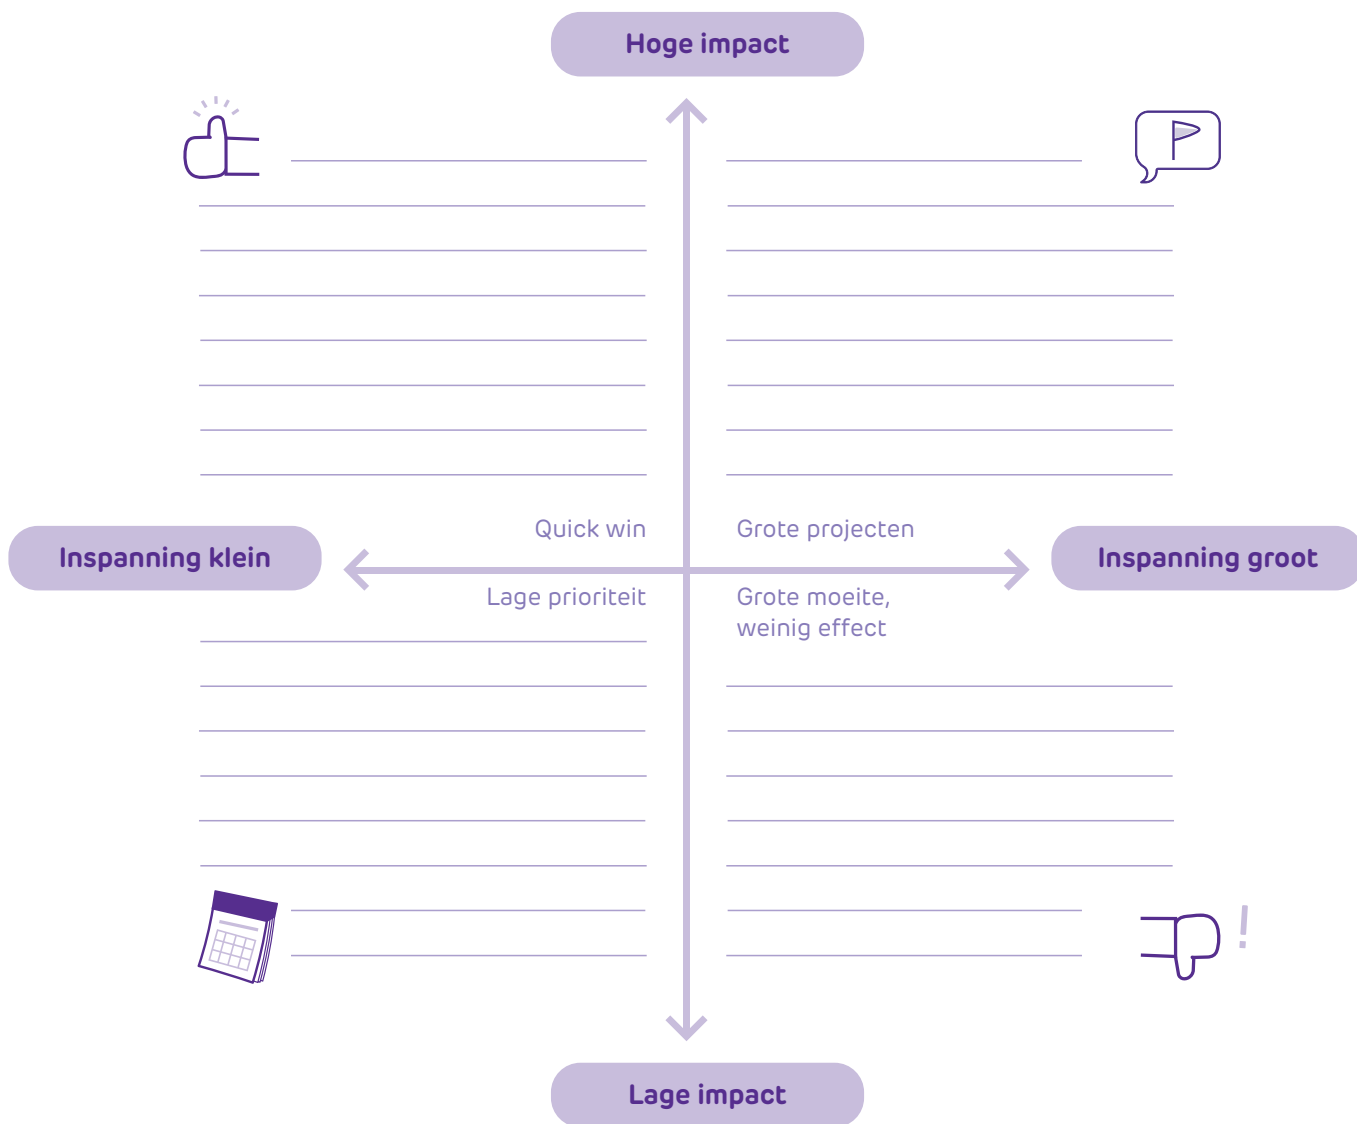 Hoge impact
Quick win
Grote projecten
Inspanning klein
Inspanning groot
Lage prioriteit
Grote moeite,
weinig effect
!
Lage impact